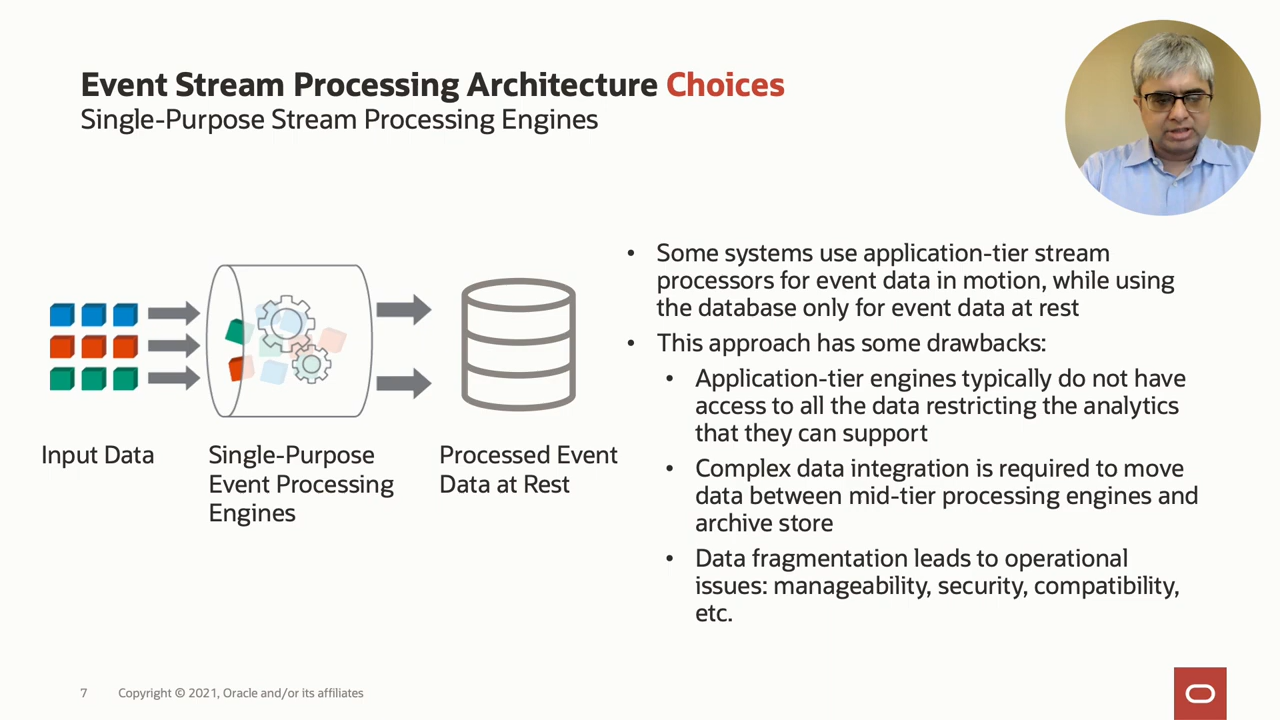 Event Stream Processing Architecture Choices
Single-Purpose Stream Processing Engines
Input Data
Single-Purpose
Event Processing
Engines
Processed Event
Data at Rest
• Some systems use application-tier stream
processors for event data in motion, while using
the database only for event data at rest
• This approach has some drawbacks:
• Application-tier engines typically do not have
access to all the data restricting the analytics
that they can support
• Complex data integration is required to move
data between mid-tier processing engines and
archive store
• Data fragmentation leads to operational
issues: manageability, security, compatibility,
etc.
7 Copyright © 2021, Oracle and/or its affiliates